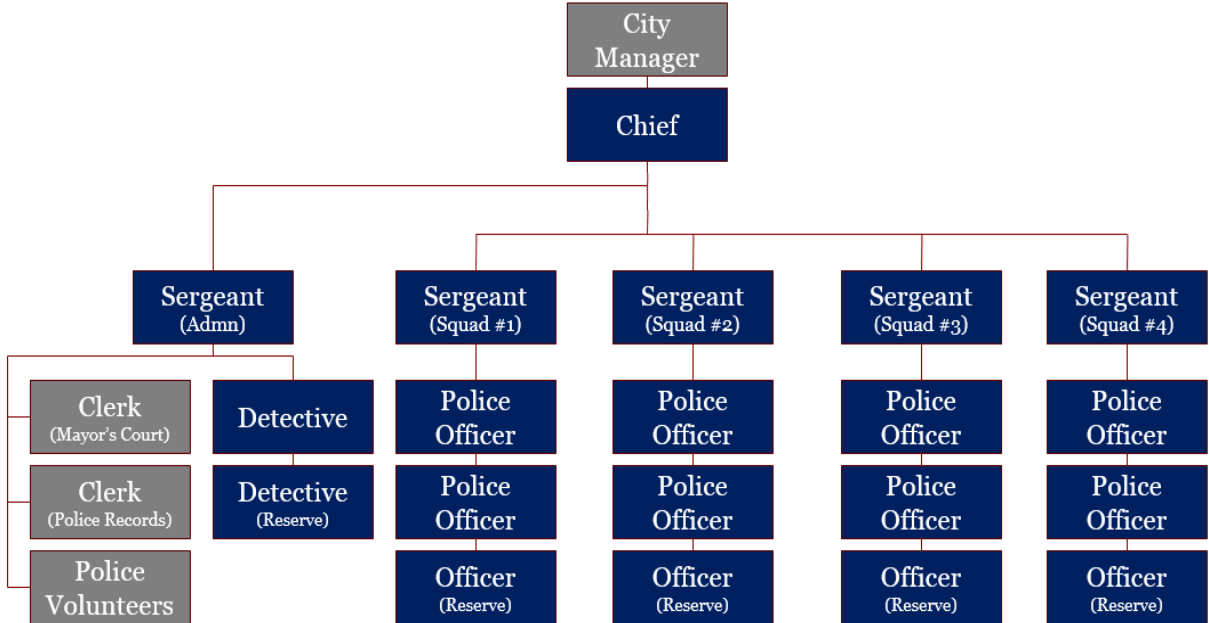 City
Manager
Chief
Sergeant
(Admn)
Sergeant
(Squad #1)
Sergeant
(Squad #2)
Sergeant
(Squad #3)
Sergeant
(Squad #4)
Clerk
(Mayor's Court)
Detective
Police
Officer
Police
Officer
Police
Officer
Police
Officer
Clerk
(Police Records)
Detective
(Reserve)
Police
Officer
Police
Officer
Police
Officer
Police
Officer
Police
Volunteers
Officer
(Reserve)
Officer
(Reserve)
Officer
(Reserve)
Officer
(Reserve)